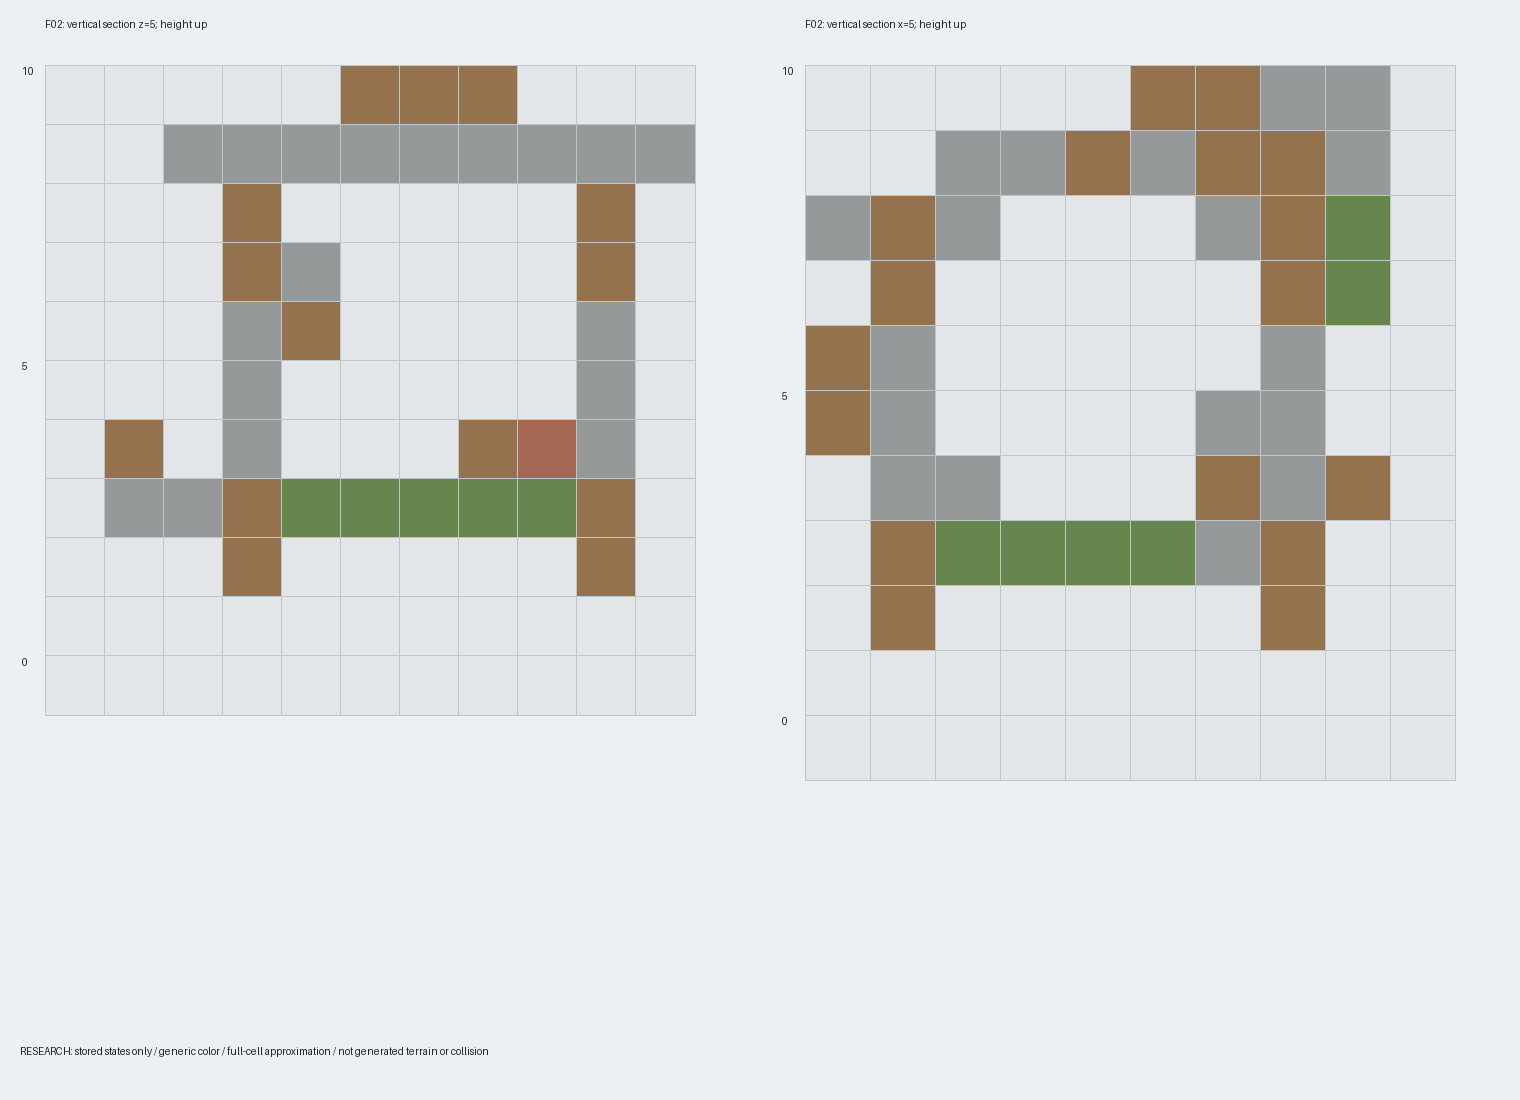 F02: vertical section z=5; height up
F02: vertical section x=5; height up
10
10
5
5
0
0
RESEARCH: stored states only / generic color / full-cell approximation / not generated terrain or collision